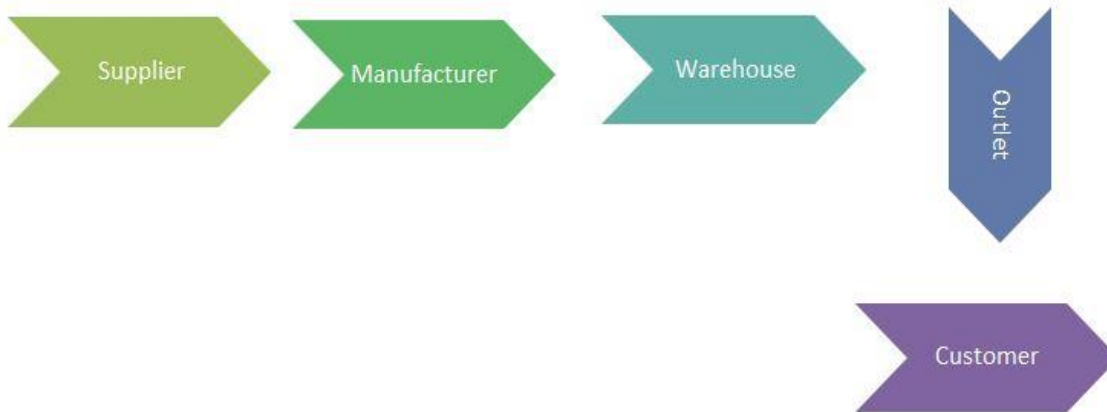 Supplier
Manufacturer
Warehouse
Outlet
Customer